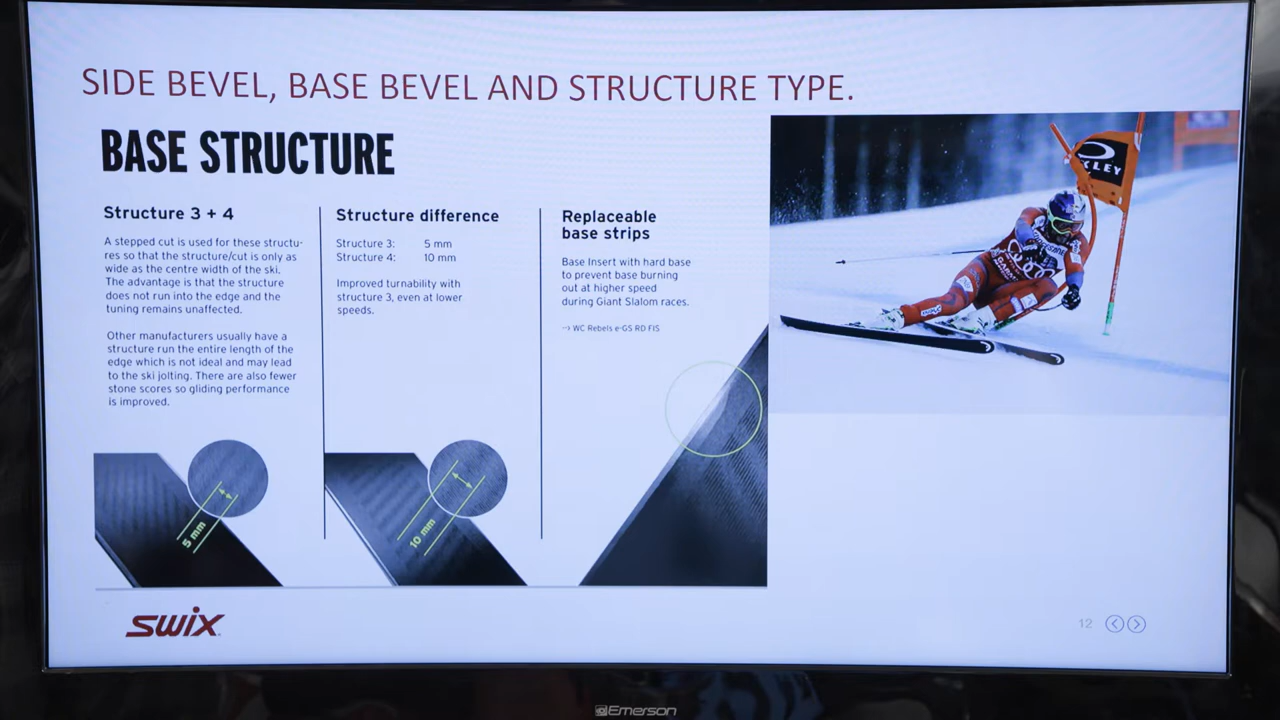 SIDE BEVEL, BASE BEVEL AND STRUCTURE TYPE.
BASE STRUCTURE
Structure 3 + 4
A stepped cut is used for these structu-
res so that the structure/cut is only as
wide as the centre width of the ski.
The advantage is that the structure
does not run into the edge and the
tuning remains unaffected.
Other manufacturers usually have a
structure run the entire length of the
edge which is not ideal and may lead
to the ski jolting. There are also fewer
stone scores so gliding performance
is improved.
5 mm
Structure difference
Structure 3: 5 mm
Structure 4: 10 mm
Improved turnability with
structure 3, even at lower
speeds.
10 mm
Replaceable
base strips
Base Insert with hard base
to prevent base burning
out at higher speed
during Giant Slalom races.
→ WC Rebels e-GS RD FIS
KLEY
swix
12
Emerson